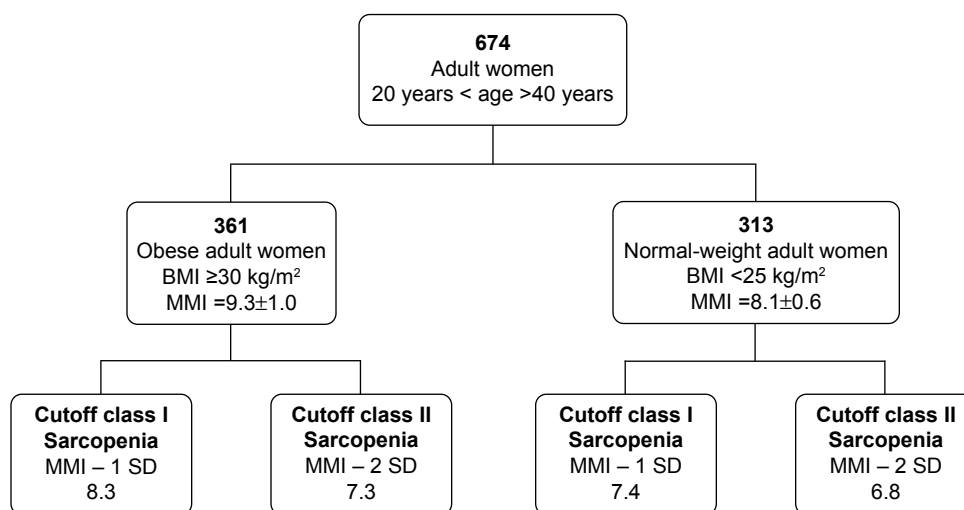 674
Adult women
20 years < age >40 years
361
Obese adult women
BMI ≥30 kg/m²
MMI =9.3±1.0
313
Normal-weight adult women
BMI <25 kg/m²
MMI =8.1±0.6
Cutoff class I
Sarcopenia
MMI – 1 SD
8.3
Cutoff class II
Sarcopenia
MMI – 2 SD
7.3
Cutoff class I
Sarcopenia
MMI – 1 SD
7.4
Cutoff class II
Sarcopenia
MMI – 2 SD
6.8